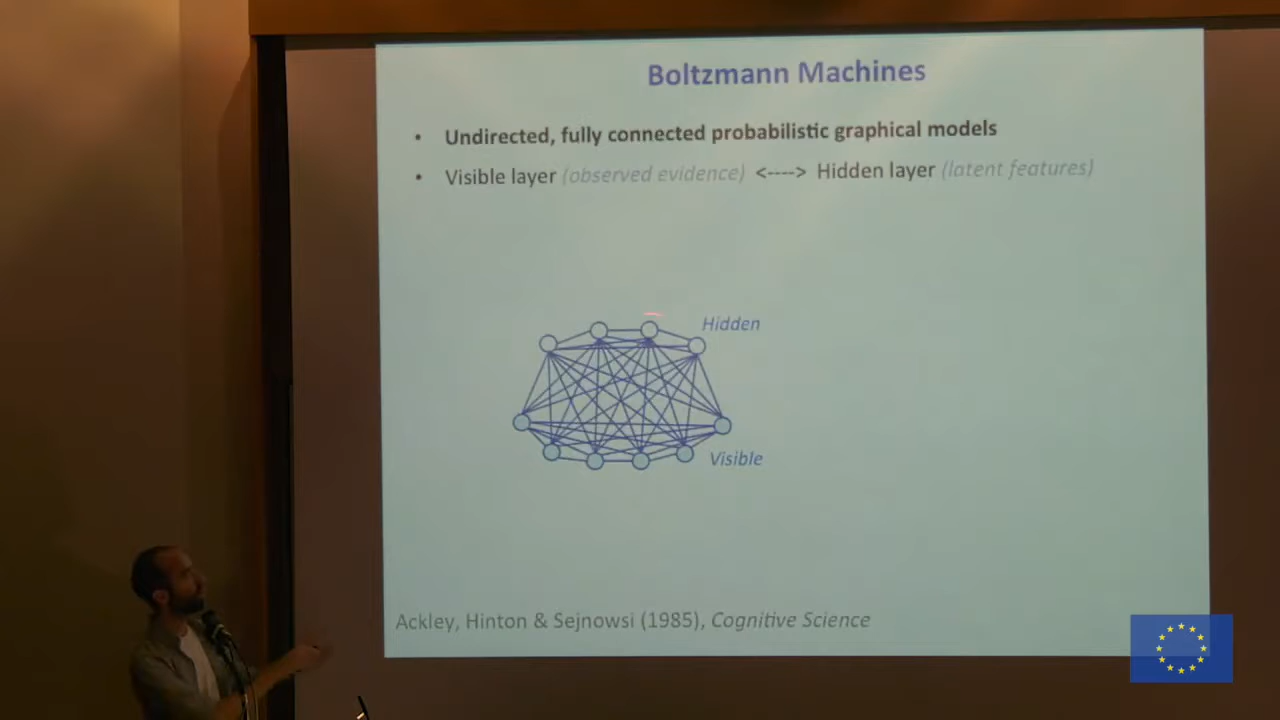 Boltzmann Machines
• Undirected, fully connected probabilistic graphical models
• Visible layer (observed evidence) <----> Hidden layer (latent features)
Hidden
Visible
Ackley, Hinton & Sejnowsi (1985), Cognitive Science